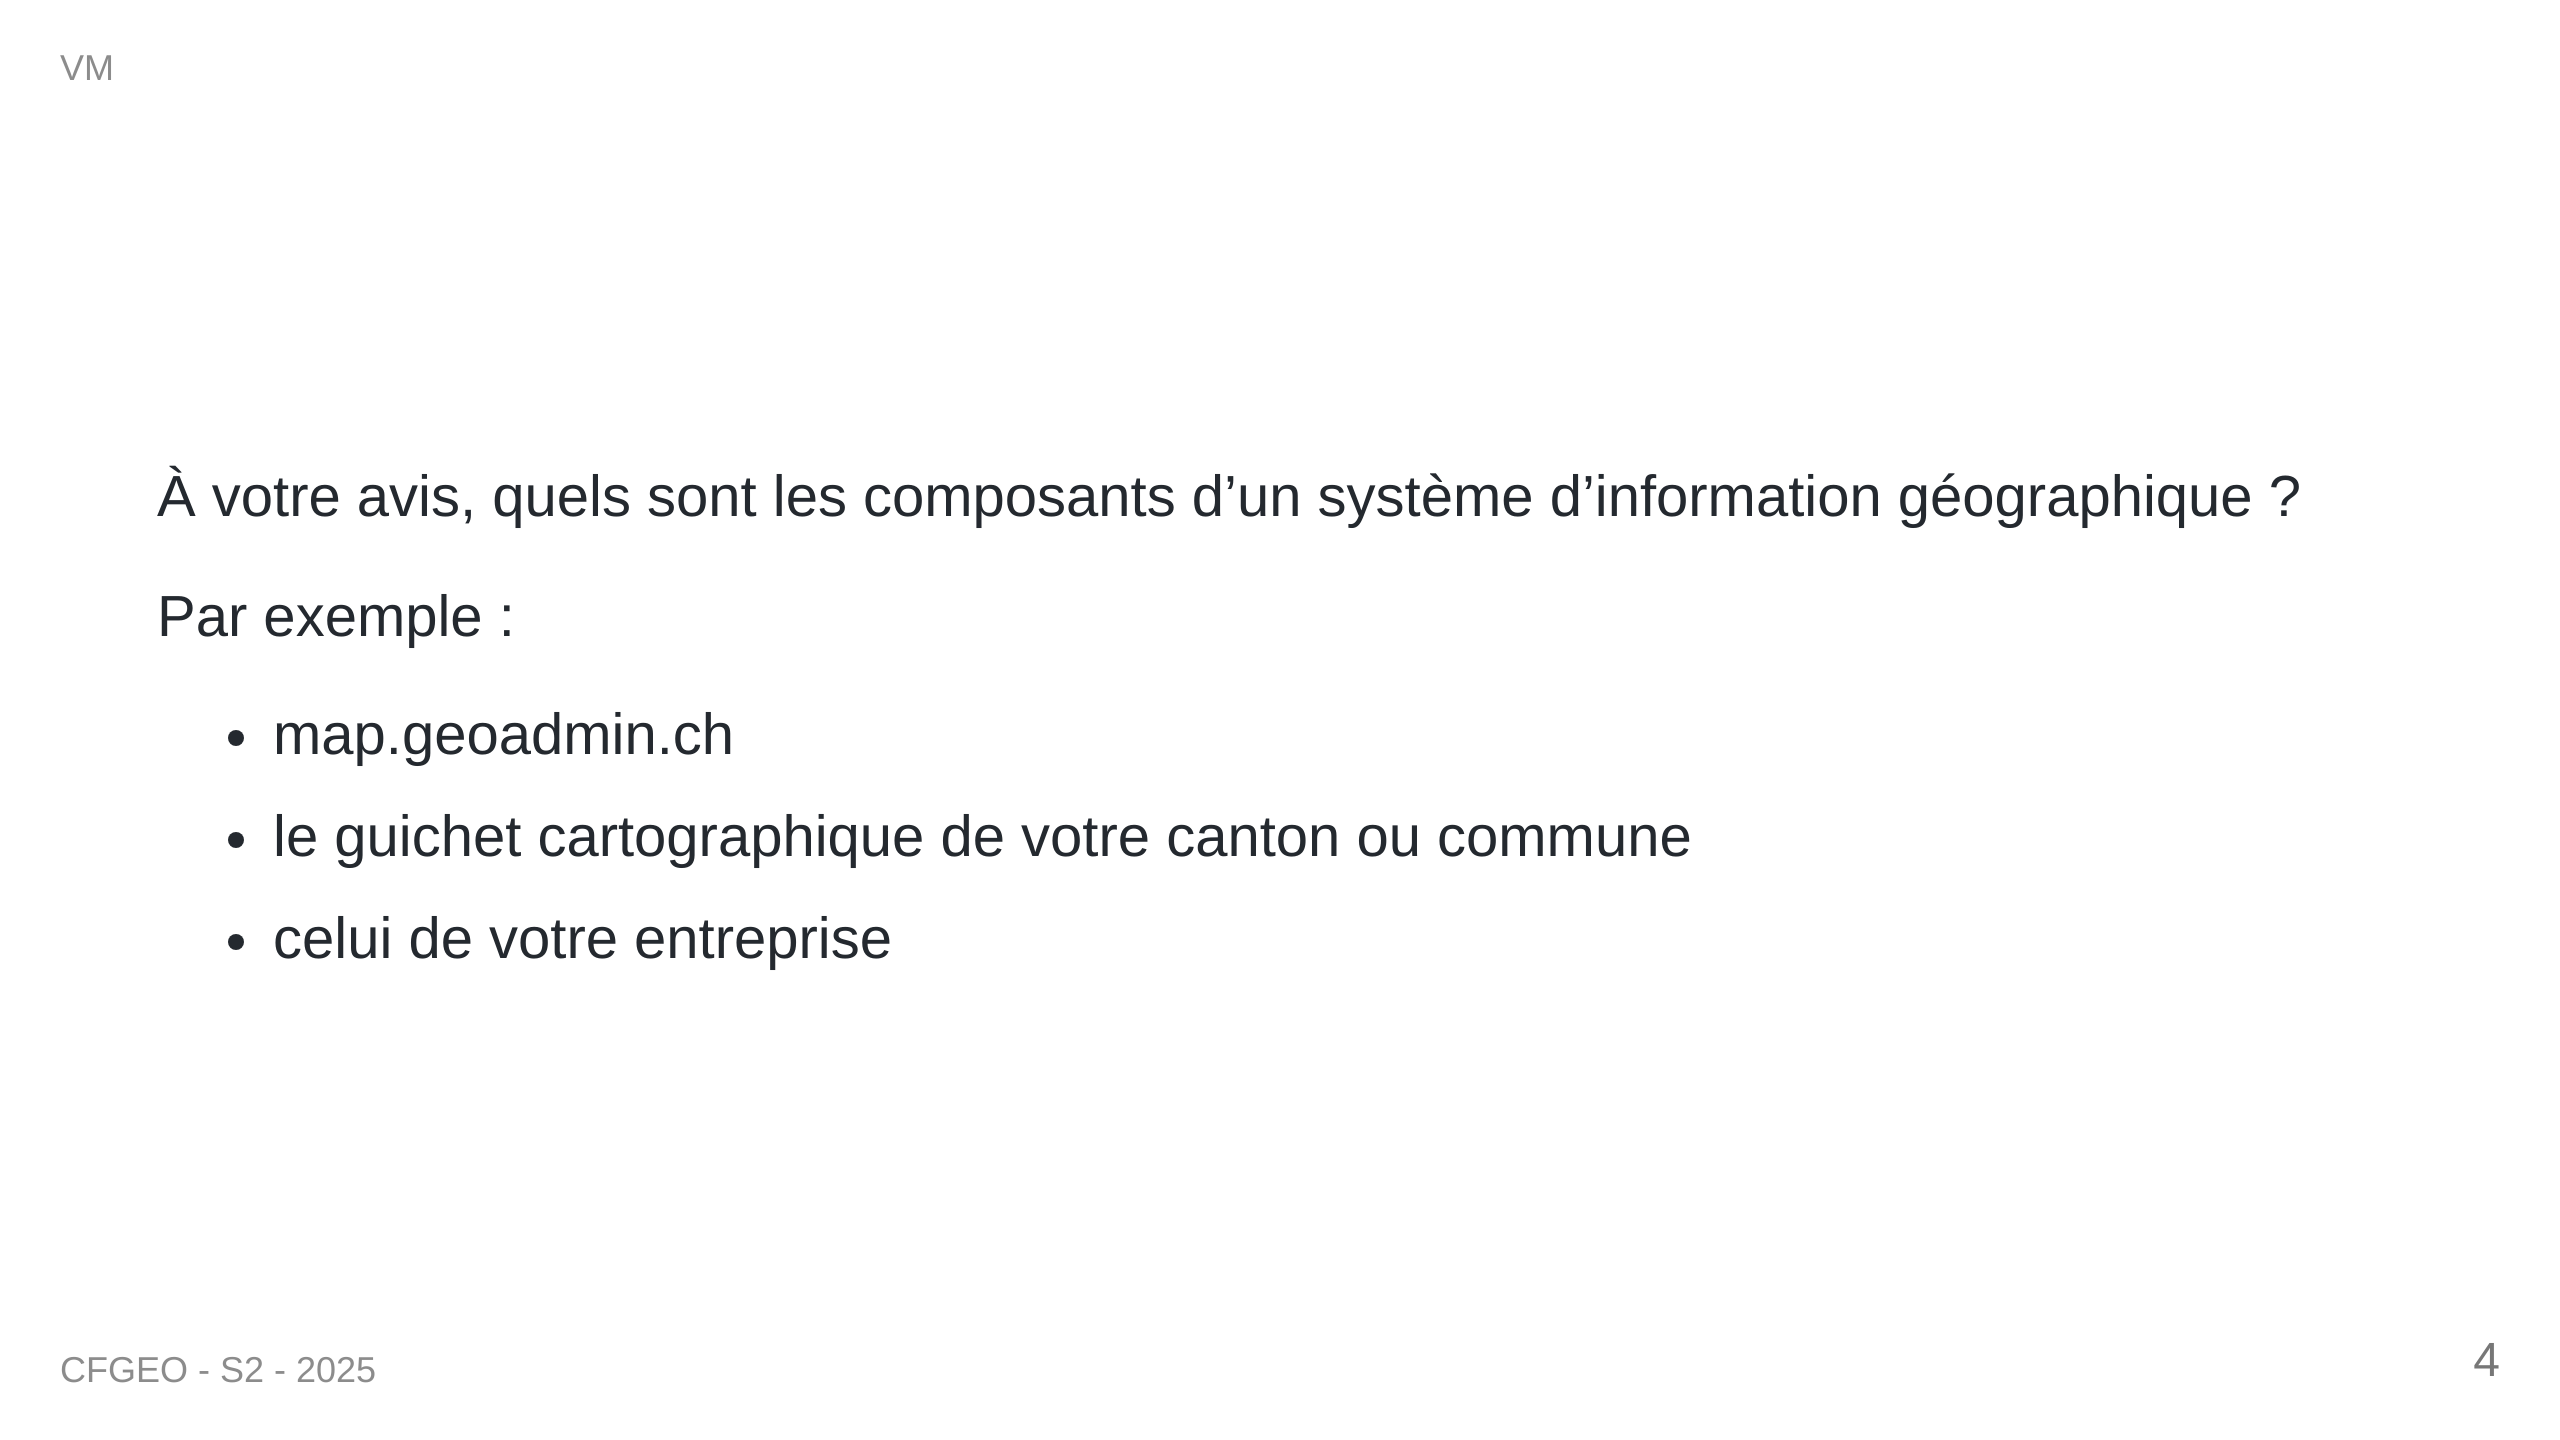 VM
À votre avis, quels sont les composants d’un système d’information géographique ?
Par exemple :
• map.geoadmin.ch
• le guichet cartographique de votre canton ou commune
• celui de votre entreprise
CFGEO - S2 - 2025
4